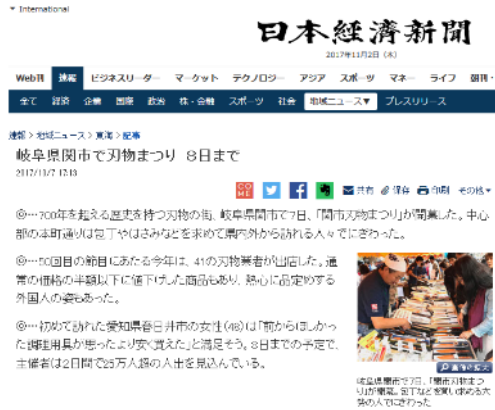 International
日本経済新聞
2017年11月2日（木）
Web刊 速報 ビジネスリーダー マーケット テクノロジー アジア スポーツ マネー ライフ 朝刊・
全て 経済 企業 国際 政治 株・金融 スポーツ 社会 地域ニュース▼ プレスリリース
速報 > 地域ニュース > 東海 > 記事
岐阜県関市で刃物まつり 8日まで
2017/10/7 17:13
COME 共有 保存 印刷 その他▼
◎…700年を超える歴史を持つ刃物の街、岐阜県関市で7日、「関市刃物まつり」が開幕した。中心
部の本町通りは包丁やはさみなどを求めて県内外から訪れる人々でにぎわった。
◎…50回目の節目にあたる今年は、41の刃物業者が出店した。通
常の価格の半額以下に値下げした商品もあり、熱心に品定めする
外国人の姿もあった。
◎…初めて訪れた愛知県春日井市の女性(48)は「前からほしかっ
た調理用具が思ったより安く買えた」と満足そう。8日までの予定で、
主催者は2日間で25万人超の人出を見込んでいる。
画像の拡大
岐阜県関市で7日、「関市刃物まつ
り」が開幕。包丁などを買い求める大
勢の人でにぎわった